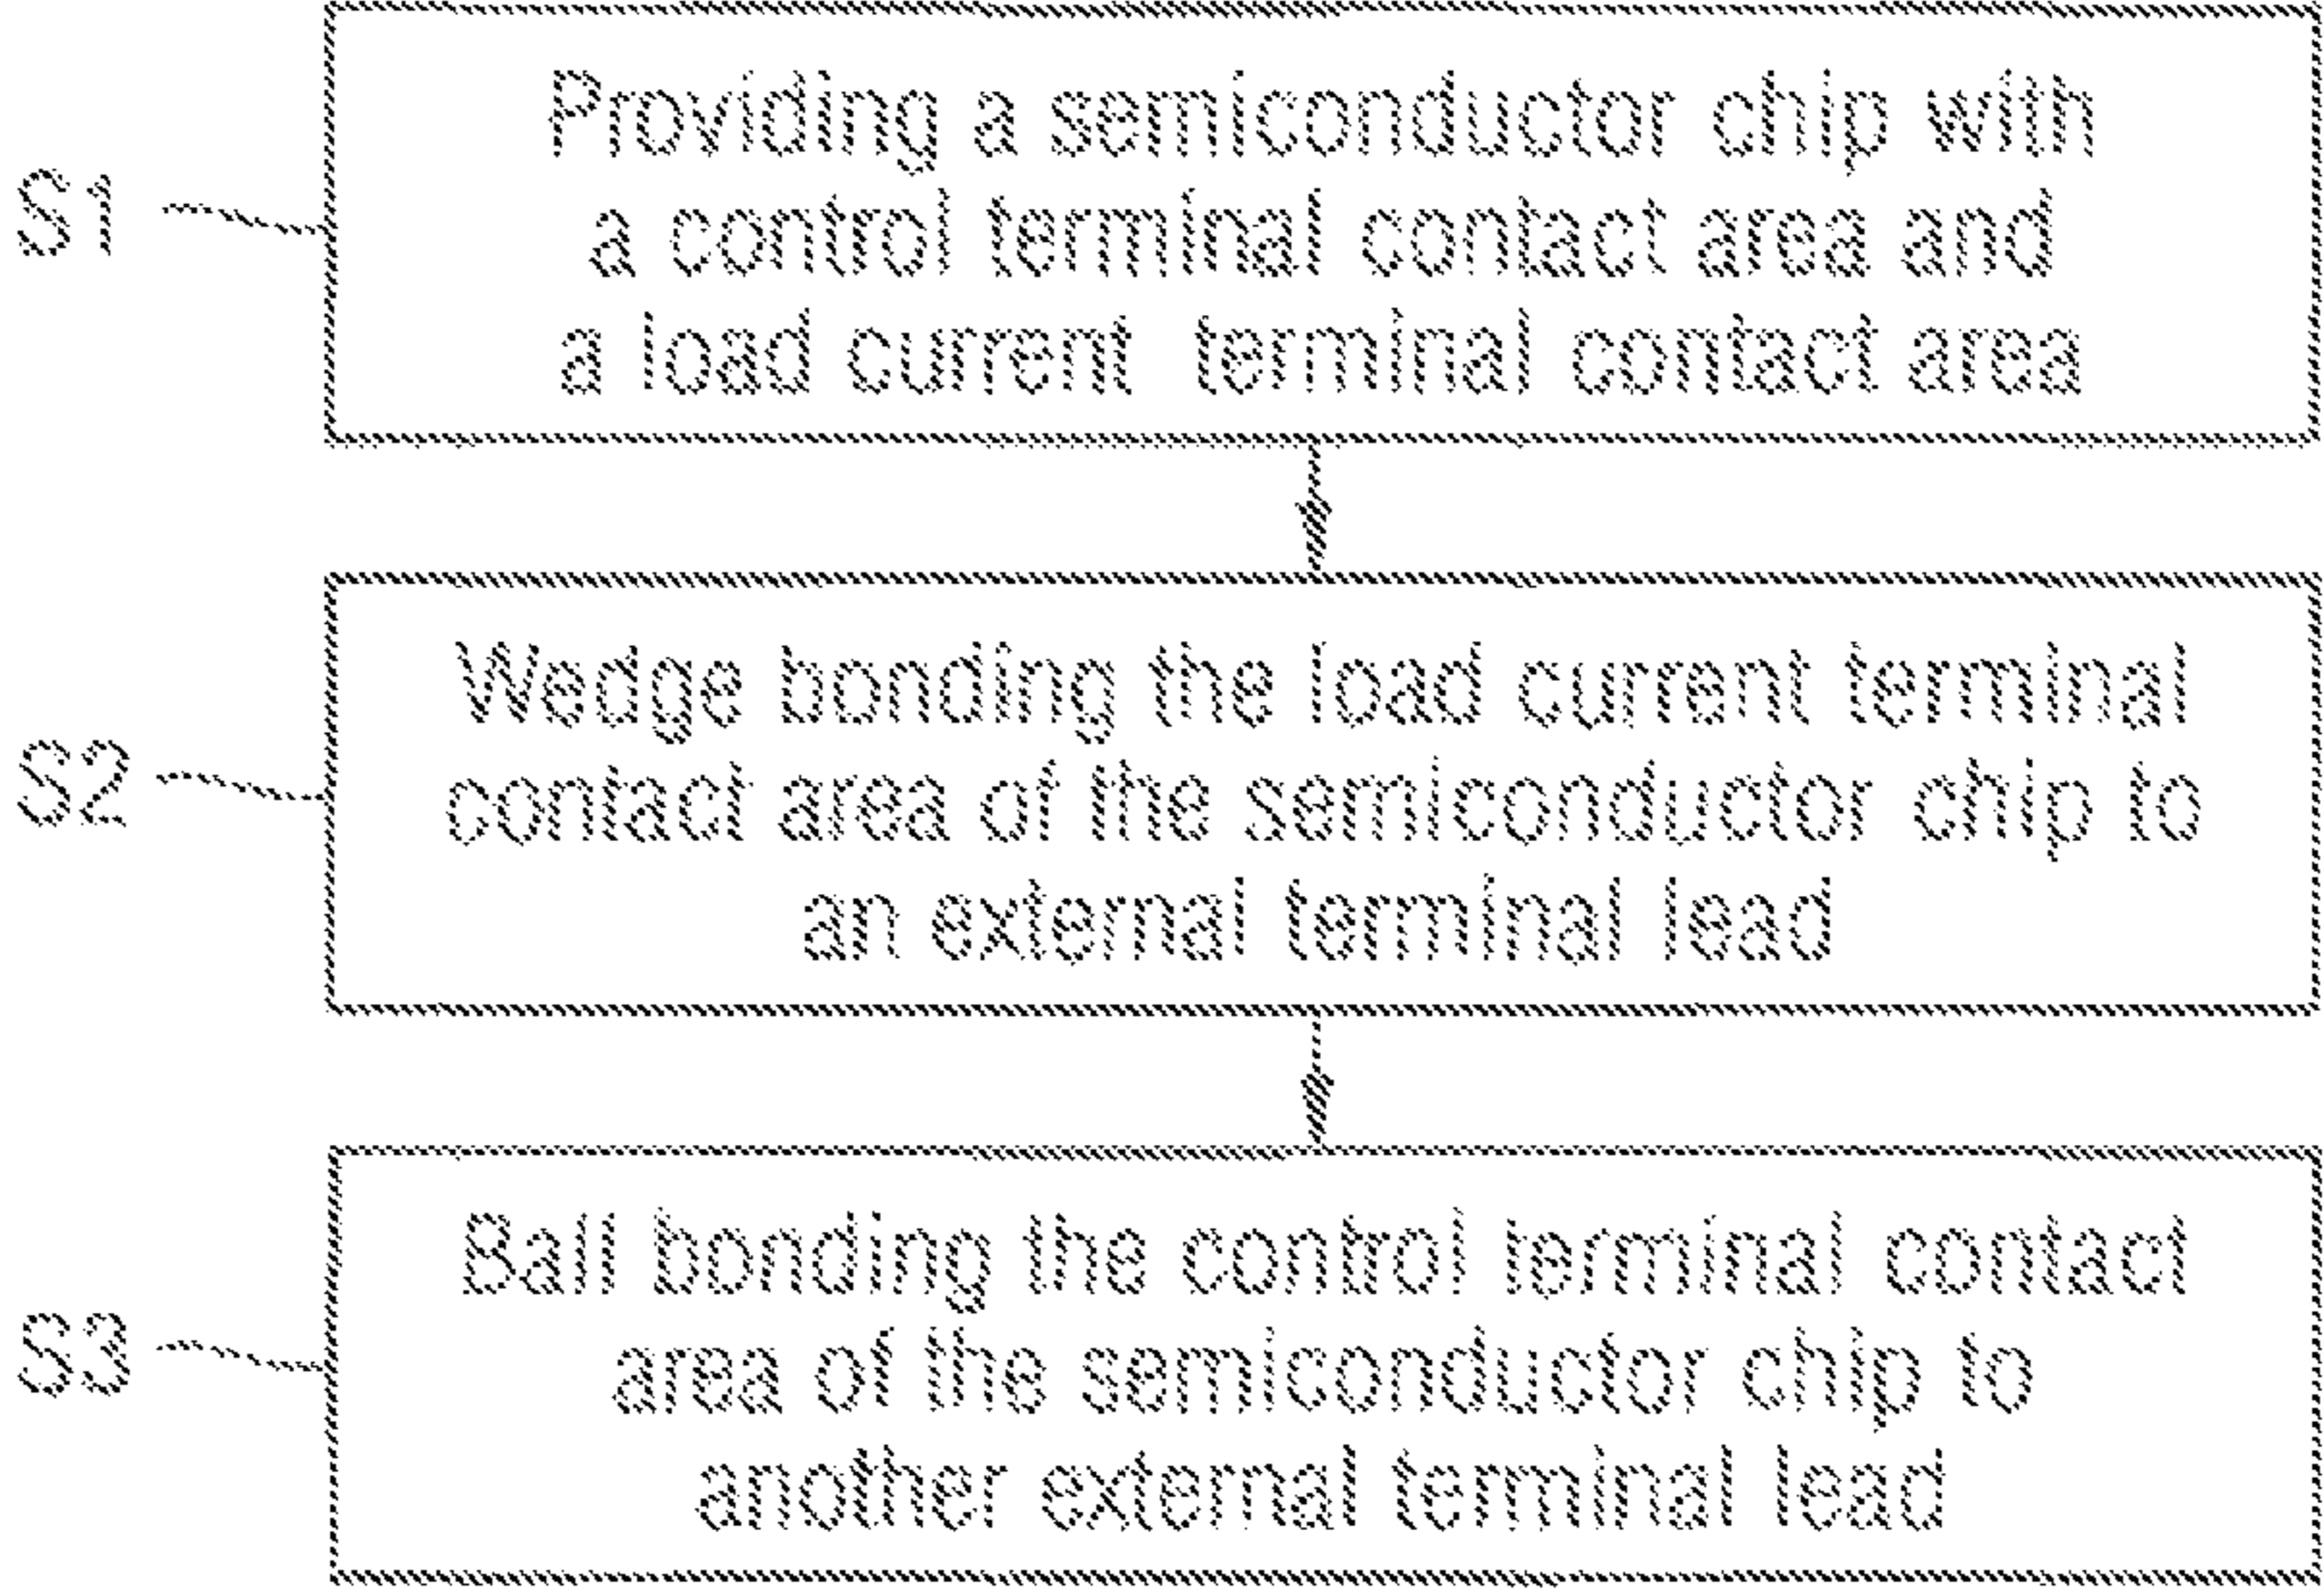 S1
Providing a semiconductor chip with
a control terminal contact area and
a load current terminal contact area
S2
Wedge bonding the load current terminal
contact area of the semiconductor chip to
an external terminal lead
S3
Ball bonding the control terminal contact
area of the semiconductor chip to
another external terminal lead